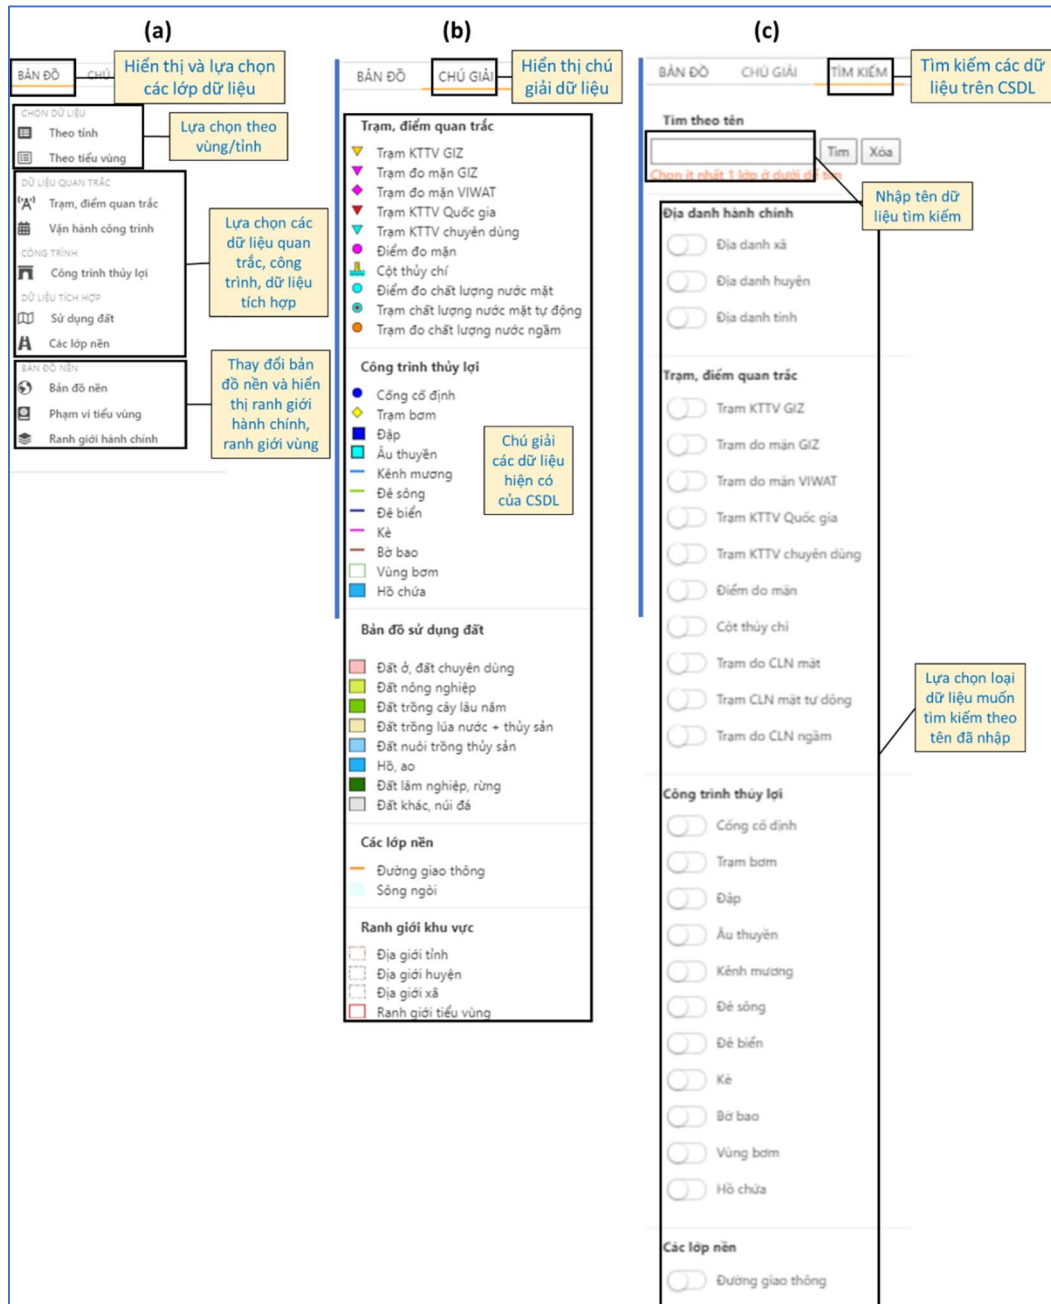 (a)
BẢN ĐỒ
CHÚ
Hiển thị và lựa chọn
các lớp dữ liệu
CHỌN DỮ LIỆU
Theo tỉnh
Theo tiểu vùng
Lựa chọn theo
vùng/tỉnh
DỮ LIỆU QUAN TRẮC
Trạm, điểm quan trắc
Vận hành công trình
CÔNG TRÌNH
Công trình thủy lợi
DỮ LIỆU TÍCH HỢP
Sử dụng đất
Các lớp nền
Lựa chọn các
dữ liệu quan
trắc, công
trình, dữ liệu
tích hợp
BẢN ĐỒ NỀN
Bản đồ nền
Phạm vi tiểu vùng
Ranh giới hành chính
Thay đổi bản
đồ nền và hiển
thị ranh giới
hành chính,
ranh giới vùng
(b)
BẢN ĐỒ
CHÚ GIẢI
Hiển thị chú
giải dữ liệu
Trạm, điểm quan trắc
Trạm KTTV GIZ
Trạm đo mặn GIZ
Trạm đo mặn VIWAT
Trạm KTTV Quốc gia
Trạm KTTV chuyên dùng
Điểm đo mặn
Cột thủy chí
Điểm đo chất lượng nước mặt
Trạm chất lượng nước mặt tự động
Trạm đo chất lượng nước ngầm
Công trình thủy lợi
Cống cố định
Trạm bơm
Đập
Âu thuyền
Kênh mương
Đê sông
Đê biển
Kè
Bờ bao
Vùng bơm
Hồ chứa
Chú giải
các dữ liệu
hiện có
của CSDL
Bản đồ sử dụng đất
Đất ở, đất chuyên dùng
Đất nông nghiệp
Đất trồng cây lâu năm
Đất trồng lúa nước + thủy sản
Đất nuôi trồng thủy sản
Hồ, ao
Đất lâm nghiệp, rừng
Đất khác, núi đá
Các lớp nền
Đường giao thông
Sông ngòi
Ranh giới khu vực
Địa giới tỉnh
Địa giới huyện
Địa giới xã
Ranh giới tiểu vùng
(c)
BẢN ĐỒ
CHÚ GIẢI
TÌM KIẾM
Tìm kiếm các dữ
liệu trên CSDL
Tìm theo tên
Tìm
Xóa
Chọn ít nhất 1 lớp ở dưới để tìm
Nhập tên dữ
liệu tìm kiếm
Địa danh hành chính
Địa danh xã
Địa danh huyện
Địa danh tỉnh
Trạm, điểm quan trắc
Trạm KTTV GIZ
Trạm đo mặn GIZ
Trạm đo mặn VIWAT
Trạm KTTV Quốc gia
Trạm KTTV chuyên dùng
Điểm đo mặn
Cột thủy chí
Trạm đo CLN mặt
Trạm CLN mặt tự động
Trạm đo CLN ngầm
Lựa chọn loại
dữ liệu muốn
tìm kiếm theo
tên đã nhập
Công trình thủy lợi
Cống cố định
Trạm bơm
Đập
Âu thuyền
Kênh mương
Đê sông
Đê biển
Kè
Bờ bao
Vùng bơm
Hồ chứa
Các lớp nền
Đường giao thông